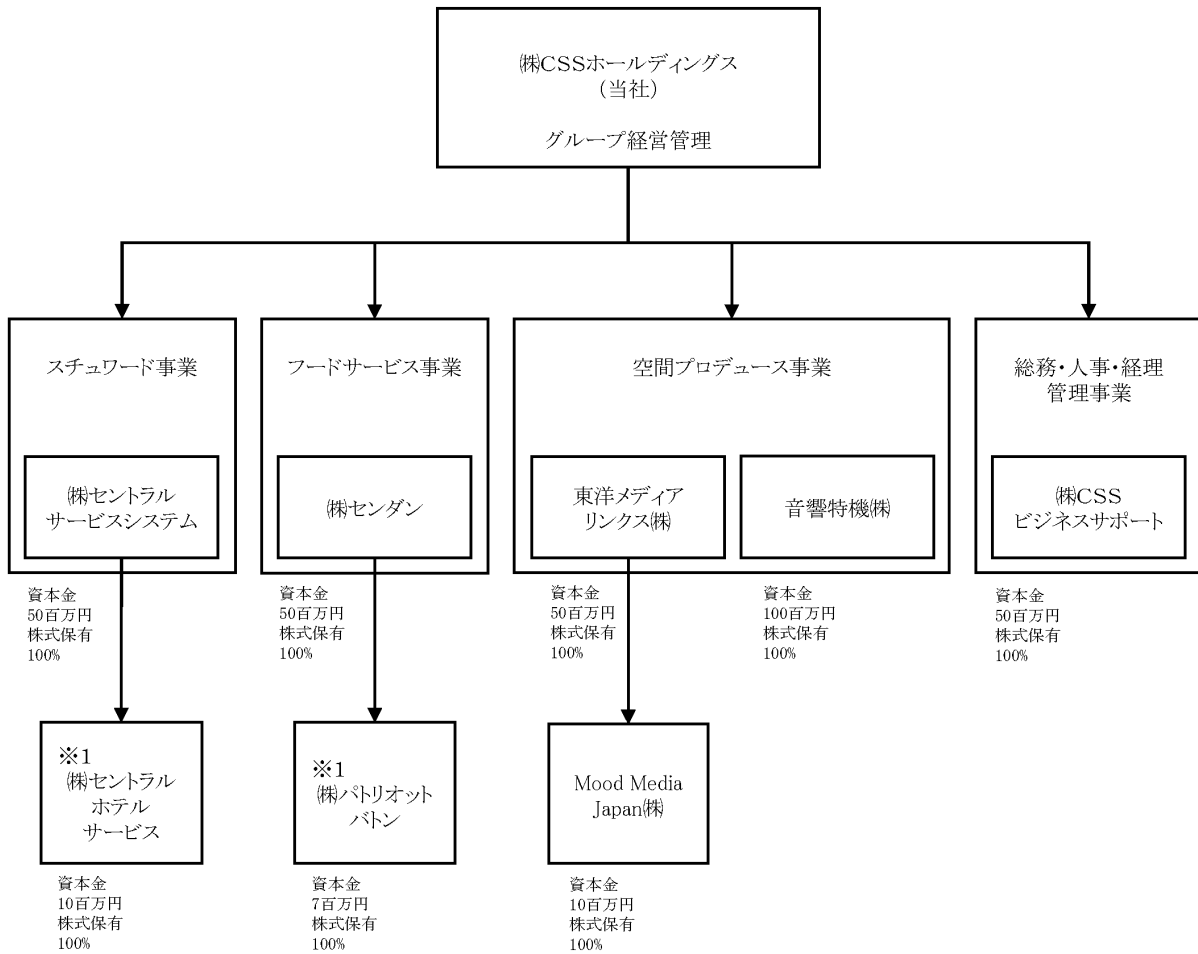 ㈱CSSホールディングス
（当社）
グループ経営管理
スチュワード事業
㈱セントラル
サービスシステム
資本金
50百万円
株式保有
100%
フードサービス事業
㈱センダン
資本金
50百万円
株式保有
100%
空間プロデュース事業
東洋メディア
リンクス㈱
資本金
50百万円
株式保有
100%
音響特機㈱
資本金
100百万円
株式保有
100%
総務・人事・経理
管理事業
㈱CSS
ビジネスサポート
資本金
50百万円
株式保有
100%
※1
㈱セントラル
ホテル
サービス
資本金
10百万円
株式保有
100%
※1
㈱パトリオット
バトン
資本金
7百万円
株式保有
100%
Mood Media
Japan㈱
資本金
10百万円
株式保有
100%